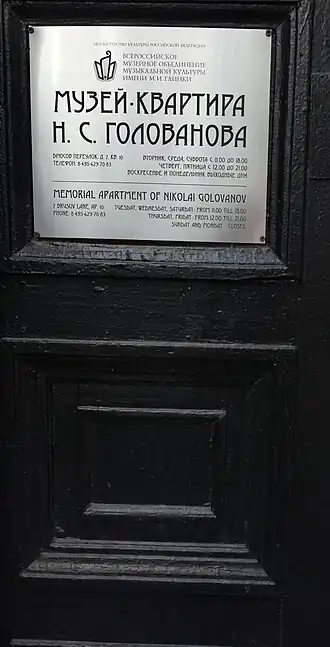 МИНИСТЕРСТВО КУЛЬТУРЫ РОССИЙСКОЙ ФЕДЕРАЦИИ
ВСЕРОССИЙСКОЕ
МУЗЕЙНОЕ ОБЪЕДИНЕНИЕ
МУЗЫКАЛЬНОЙ КУЛЬТУРЫ
ИМЕНИ М.И. ГЛИНКИ
МУЗЕЙ·КВАРТИРА
Н. С. ГОЛОВАНОВА
БРЮСОВ ПЕРЕУЛОК, Д. 7, КВ. 10
ТЕЛЕФОН: 8 495 629·70·83
ВТОРНИК, СРЕДА, СУББОТА С 11.00 ДО 18.00
ЧЕТВЕРГ, ПЯТНИЦА С 12.00 ДО 21.00
ВОСКРЕСЕНЬЕ И ПОНЕДЕЛЬНИК ВЫХОДНЫЕ ДНИ
MEMORIAL APARTMENT OF NIKOLAI GOLOVANOV
7 BRUSOV LANE, AP. 10
PHONE: 8 495 629·70·83
TUESDAY, WEDNESDAY, SATURDAY · FROM 11.00 TILL 18.00
THURSDAY, FRIDAY · FROM 12.00 TILL 21.00
SUNDAY AND MONDAY · CLOSED